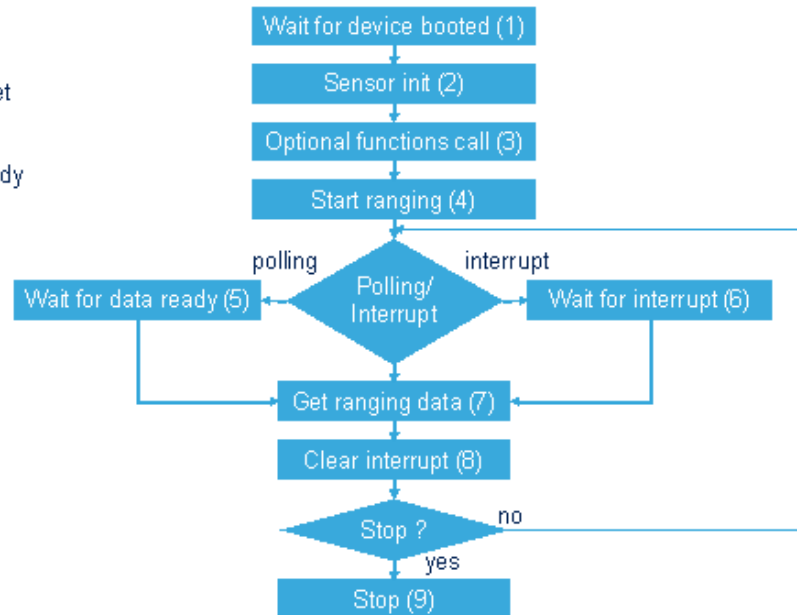 Wait for device booted (1)
Sensor init (2)
Optional functions call (3)
Start ranging (4)
polling
interrupt
Wait for data ready (5)
Polling/
Interrupt
Wait for interrupt (6)
Get ranging data (7)
Clear interrupt (8)
Stop ?
no
yes
Stop (9)